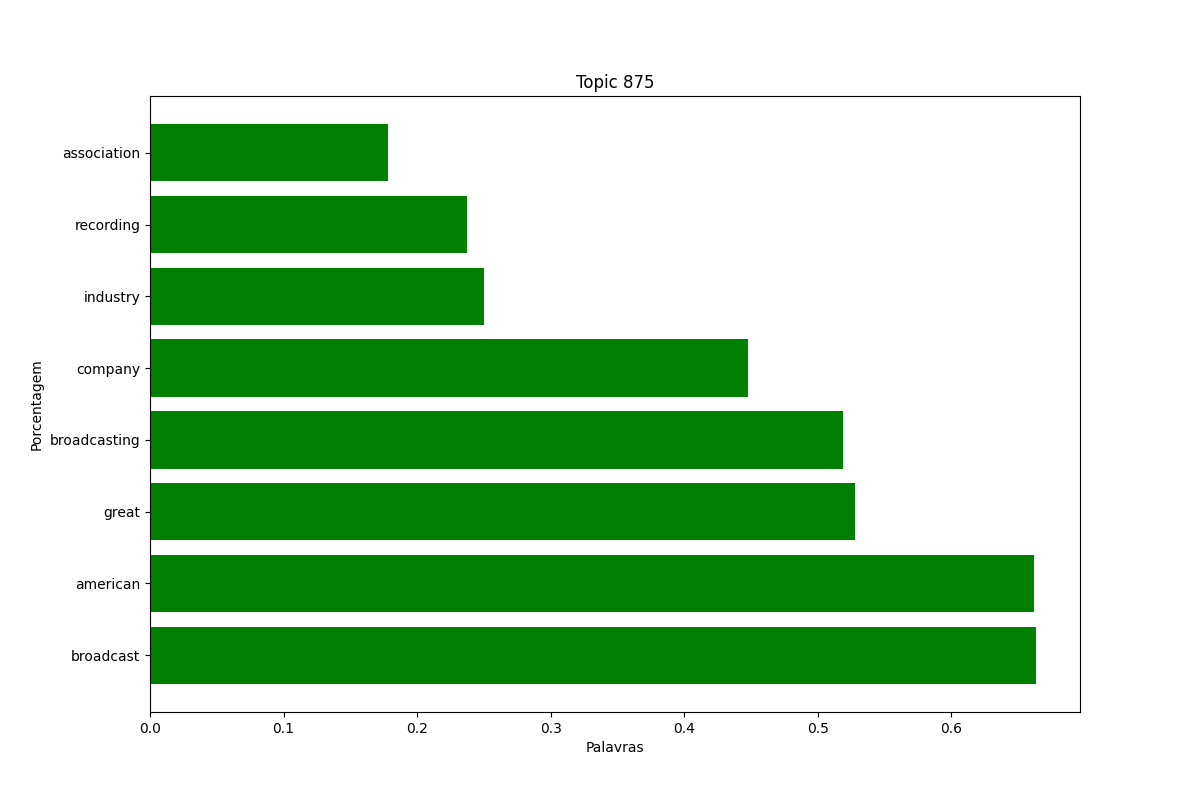 Topic 875
association
recording
industry
company
broadcasting
great
american
broadcast
Porcentagem
0.0 0.1 0.2 0.3 0.4 0.5 0.6
Palavras